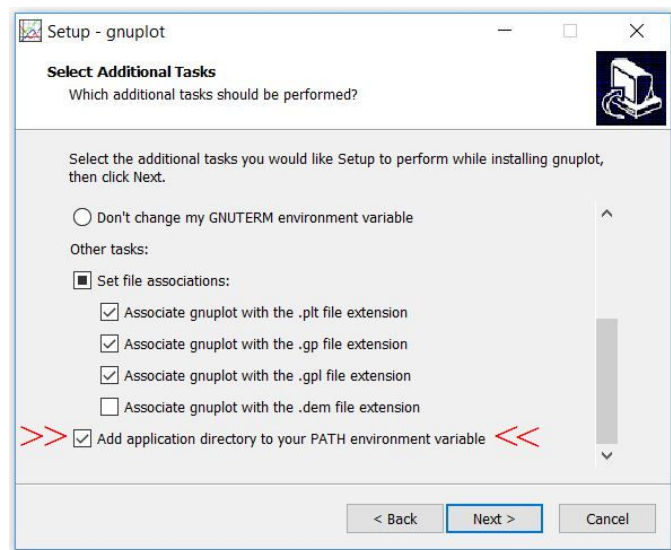 Setup - gnuplot
Select Additional Tasks
Which additional tasks should be performed?
Select the additional tasks you would like Setup to perform while installing gnuplot,
then click Next.
Don't change my GNUTERM environment variable
Other tasks:
Set file associations:
Associate gnuplot with the .plt file extension
Associate gnuplot with the .gp file extension
Associate gnuplot with the .gpl file extension
Associate gnuplot with the .dem file extension
>> Add application directory to your PATH environment variable <<
< Back Next > Cancel